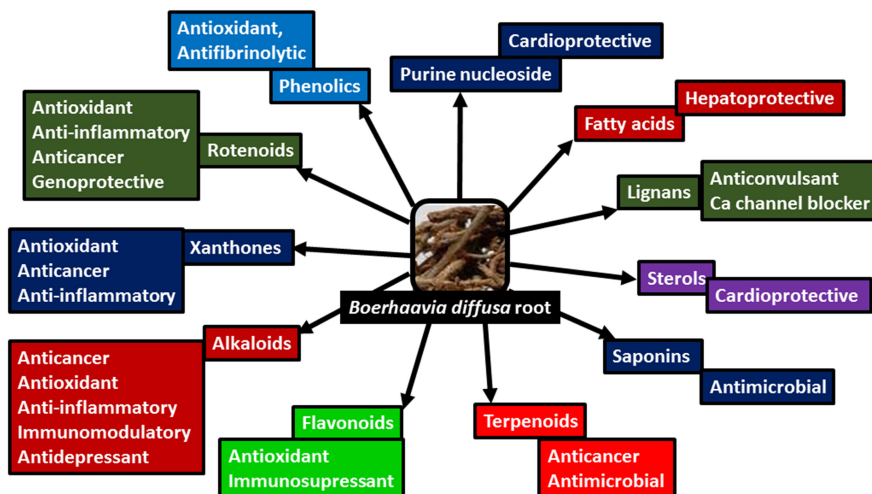 Antioxidant,
Antifibrinolytic
Phenolics
Cardioprotective
Purine nucleoside
Hepatoprotective
Fatty acids
Antioxidant
Anti-inflammatory
Anticancer
Genoprotective
Rotenoids
Lignans
Anticonvulsant
Ca channel blocker
Antioxidant
Anticancer
Anti-inflammatory
Xanthones
Sterols
Cardioprotective
Boerhaavia diffusa root
Anticancer
Antioxidant
Anti-inflammatory
Immunomodulatory
Antidepressant
Alkaloids
Saponins
Antimicrobial
Flavonoids
Antioxidant
Immunosupressant
Terpenoids
Anticancer
Antimicrobial